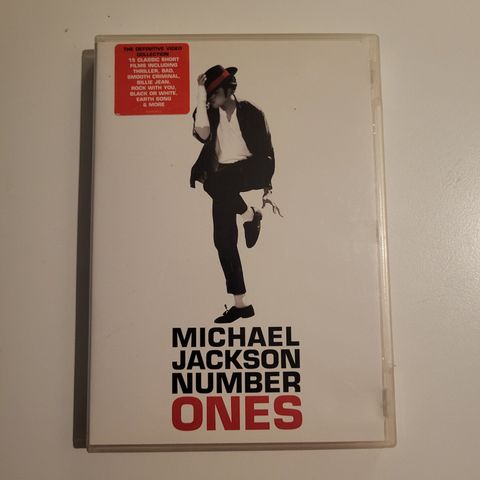 THE DEFINITIVE VIDEO
COLLECTION
15 CLASSIC SHORT
FILMS INCLUDING
THRILLER, BAD,
SMOOTH CRIMINAL,
BILLIE JEAN,
ROCK WITH YOU,
BLACK OR WHITE,
EARTH SONG
& MORE
MICHAEL
JACKSON
NUMBER
ONES